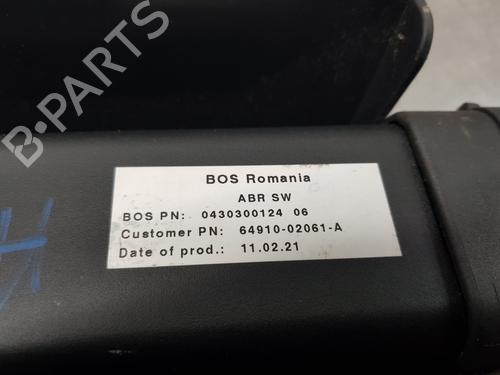 B-PARTS
BOS Romania
ABR SW
BOS PN: 0430300124 06
Customer PN: 64910-02061-A
Date of prod.: 11.02.21